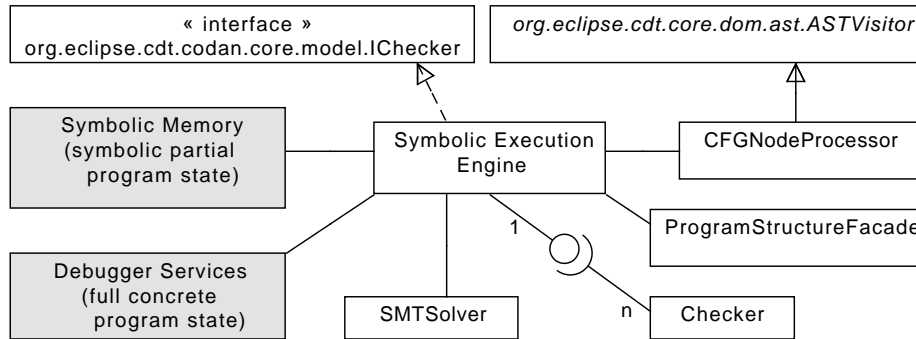 « interface »
org.eclipse.cdt.codan.core.model.IChecker
org.eclipse.cdt.core.dom.ast.ASTVisitor
Symbolic Memory
(symbolic partial
program state)
Symbolic Execution
Engine
CFGNodeProcessor
ProgramStructureFacade
1
Debugger Services
(full concrete
program state)
SMTSolver
n
Checker